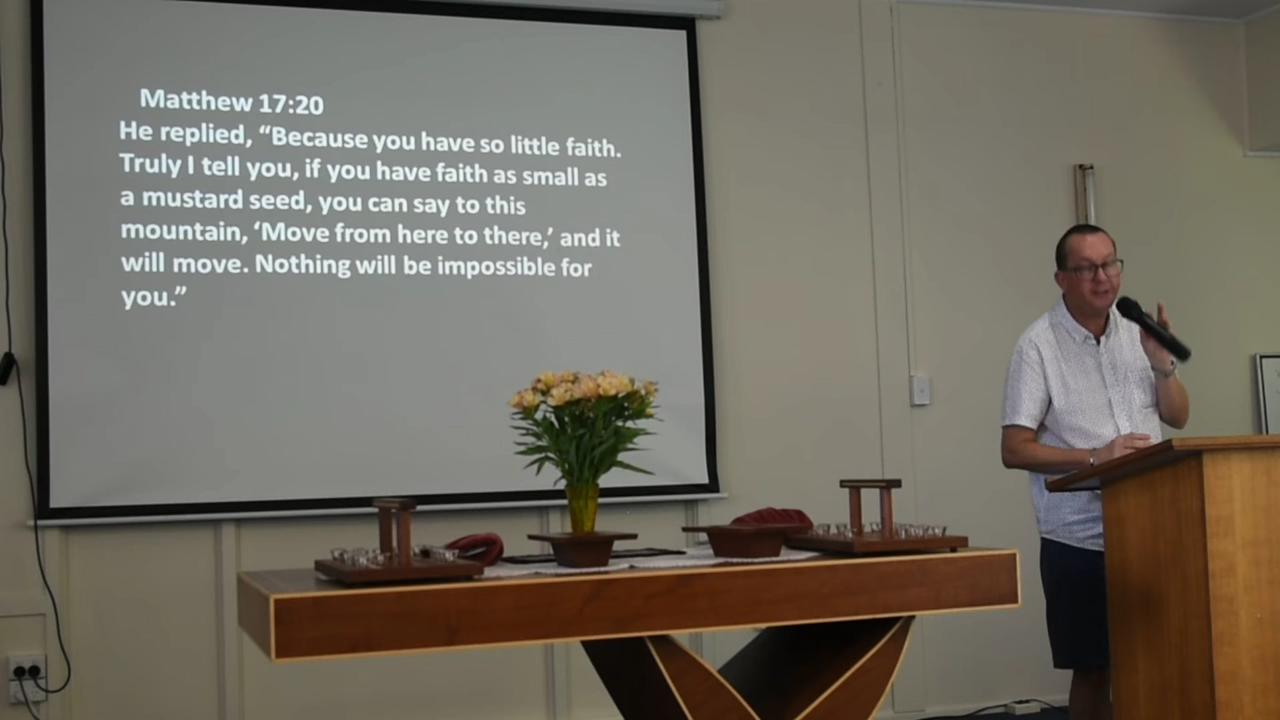 Matthew 17:20
He replied, “Because you have so little faith.
Truly I tell you, if you have faith as small as
a mustard seed, you can say to this
mountain, ‘Move from here to there,’ and it
will move. Nothing will be impossible for
you.”